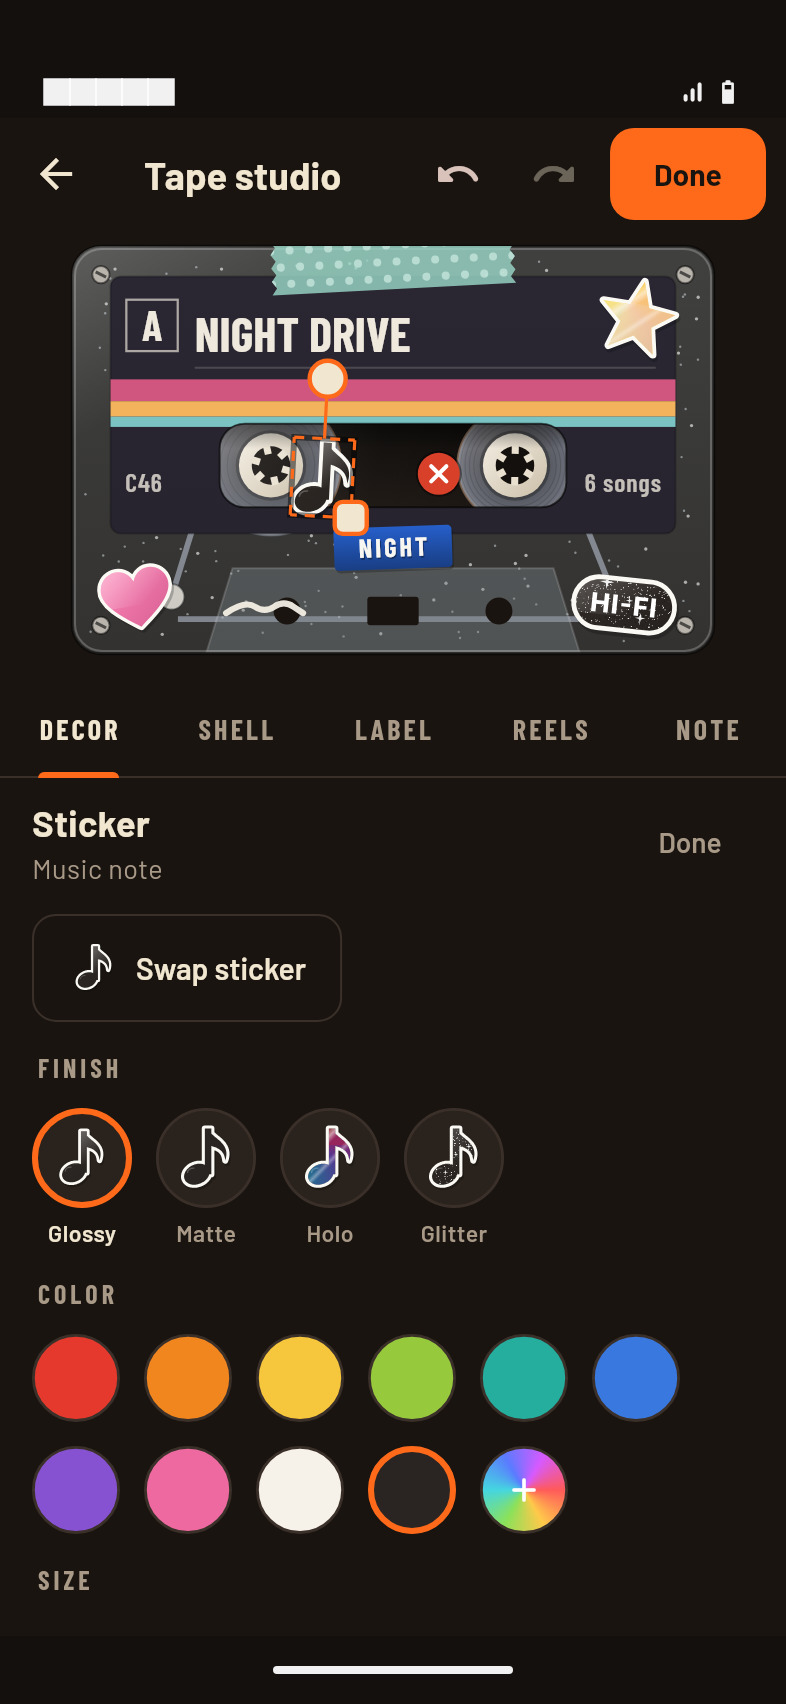 Tape studio
Done
A
NIGHT DRIVE
C46
6 songs
NIGHT
HI-FI
DECOR
SHELL
LABEL
REELS
NOTE
Sticker
Music note
Done
Swap sticker
FINISH
Glossy
Matte
Holo
Glitter
COLOR
SIZE